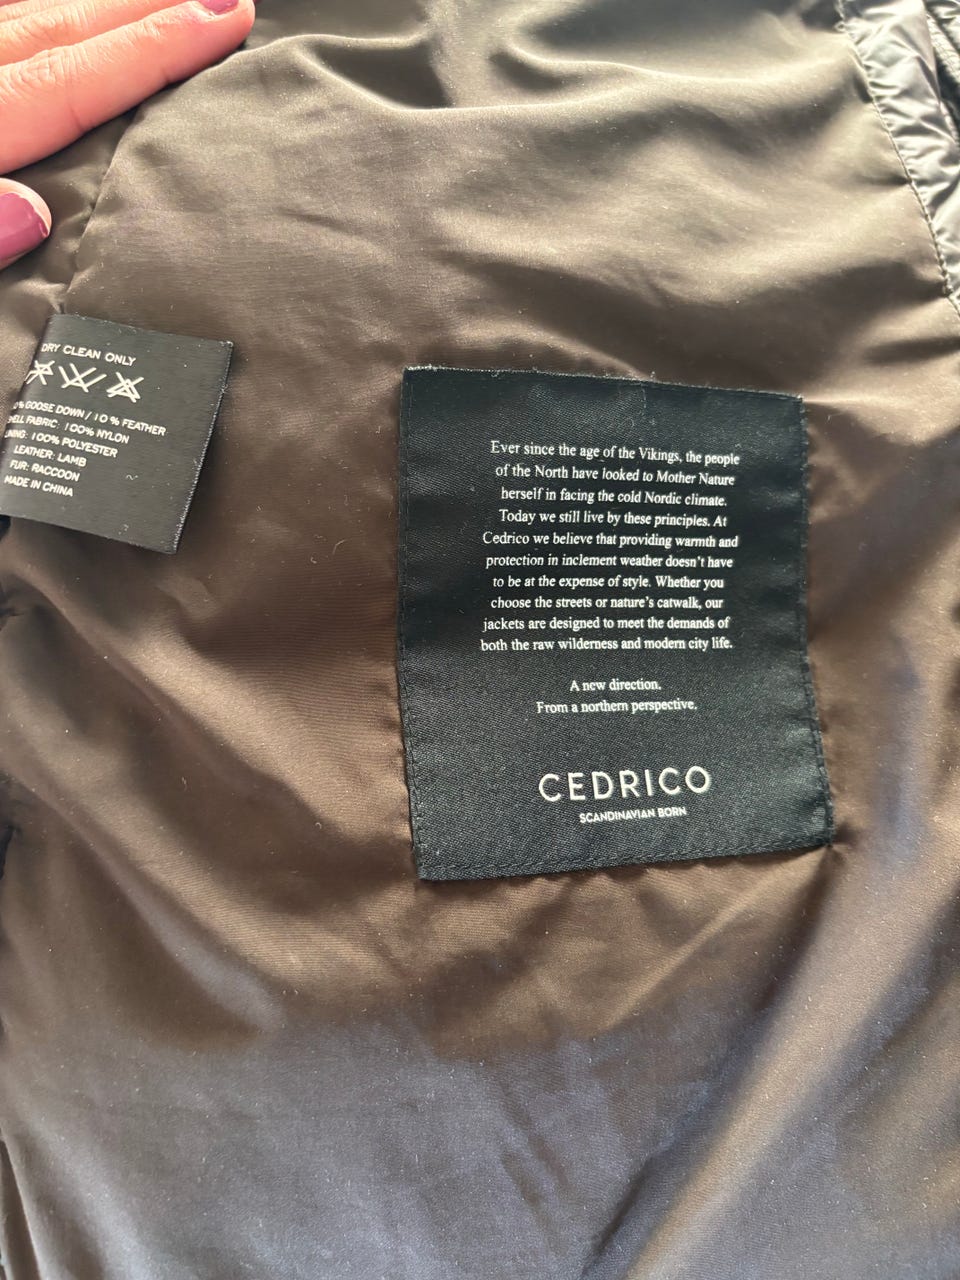 DRY CLEAN ONLY
GOOSE DOWN / 10 % FEATHER
FABRIC: 100% NYLON
100% POLYESTER
LEATHER: LAMB
FUR: RACCOON
MADE IN CHINA
Ever since the age of the Vikings, the people
of the North have looked to Mother Nature
herself in facing the cold Nordic climate.
Today we still live by these principles. At
Cedrico we believe that providing warmth and
protection in inclement weather doesn't have
to be at the expense of style. Whether you
choose the streets or nature's catwalk, our
jackets are designed to meet the demands of
both the raw wilderness and modern city life.
A new direction.
From a northern perspective.
CEDRICO
SCANDINAVIAN BORN